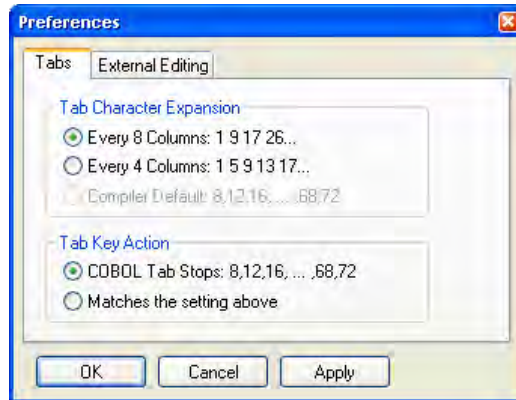 Preferences
Tabs External Editing
Tab Character Expansion
Every 8 Columns: 1 9 17 26...
Every 4 Columns: 1 5 9 13 17...
Compiler Default: 8,12,16, ... ,68,72
Tab Key Action
COBOL Tab Stops: 8,12,16, ... ,68,72
Matches the setting above
OK Cancel Apply